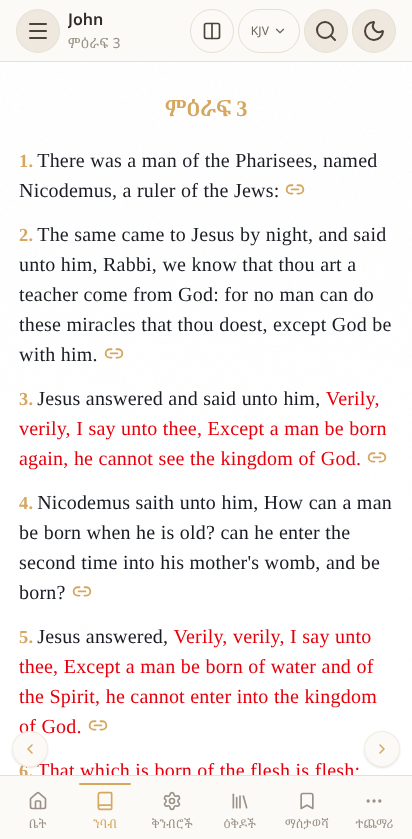 John
ምዕራፍ 3
KJV
ምዕራፍ 3
1. There was a man of the Pharisees, named
Nicodemus, a ruler of the Jews:
2. The same came to Jesus by night, and said
unto him, Rabbi, we know that thou art a
teacher come from God: for no man can do
these miracles that thou doest, except God be
with him.
3. Jesus answered and said unto him, Verily,
verily, I say unto thee, Except a man be born
again, he cannot see the kingdom of God.
4. Nicodemus saith unto him, How can a man
be born when he is old? can he enter the
second time into his mother's womb, and be
born?
5. Jesus answered, Verily, verily, I say unto
thee, Except a man be born of water and of
the Spirit, he cannot enter into the kingdom
of God.
6. That which is born of the flesh is flesh;
ቤት
ንባብ
ቅንብሮች
ዕቅዶች
ማስታወሻ
ተጨማሪ